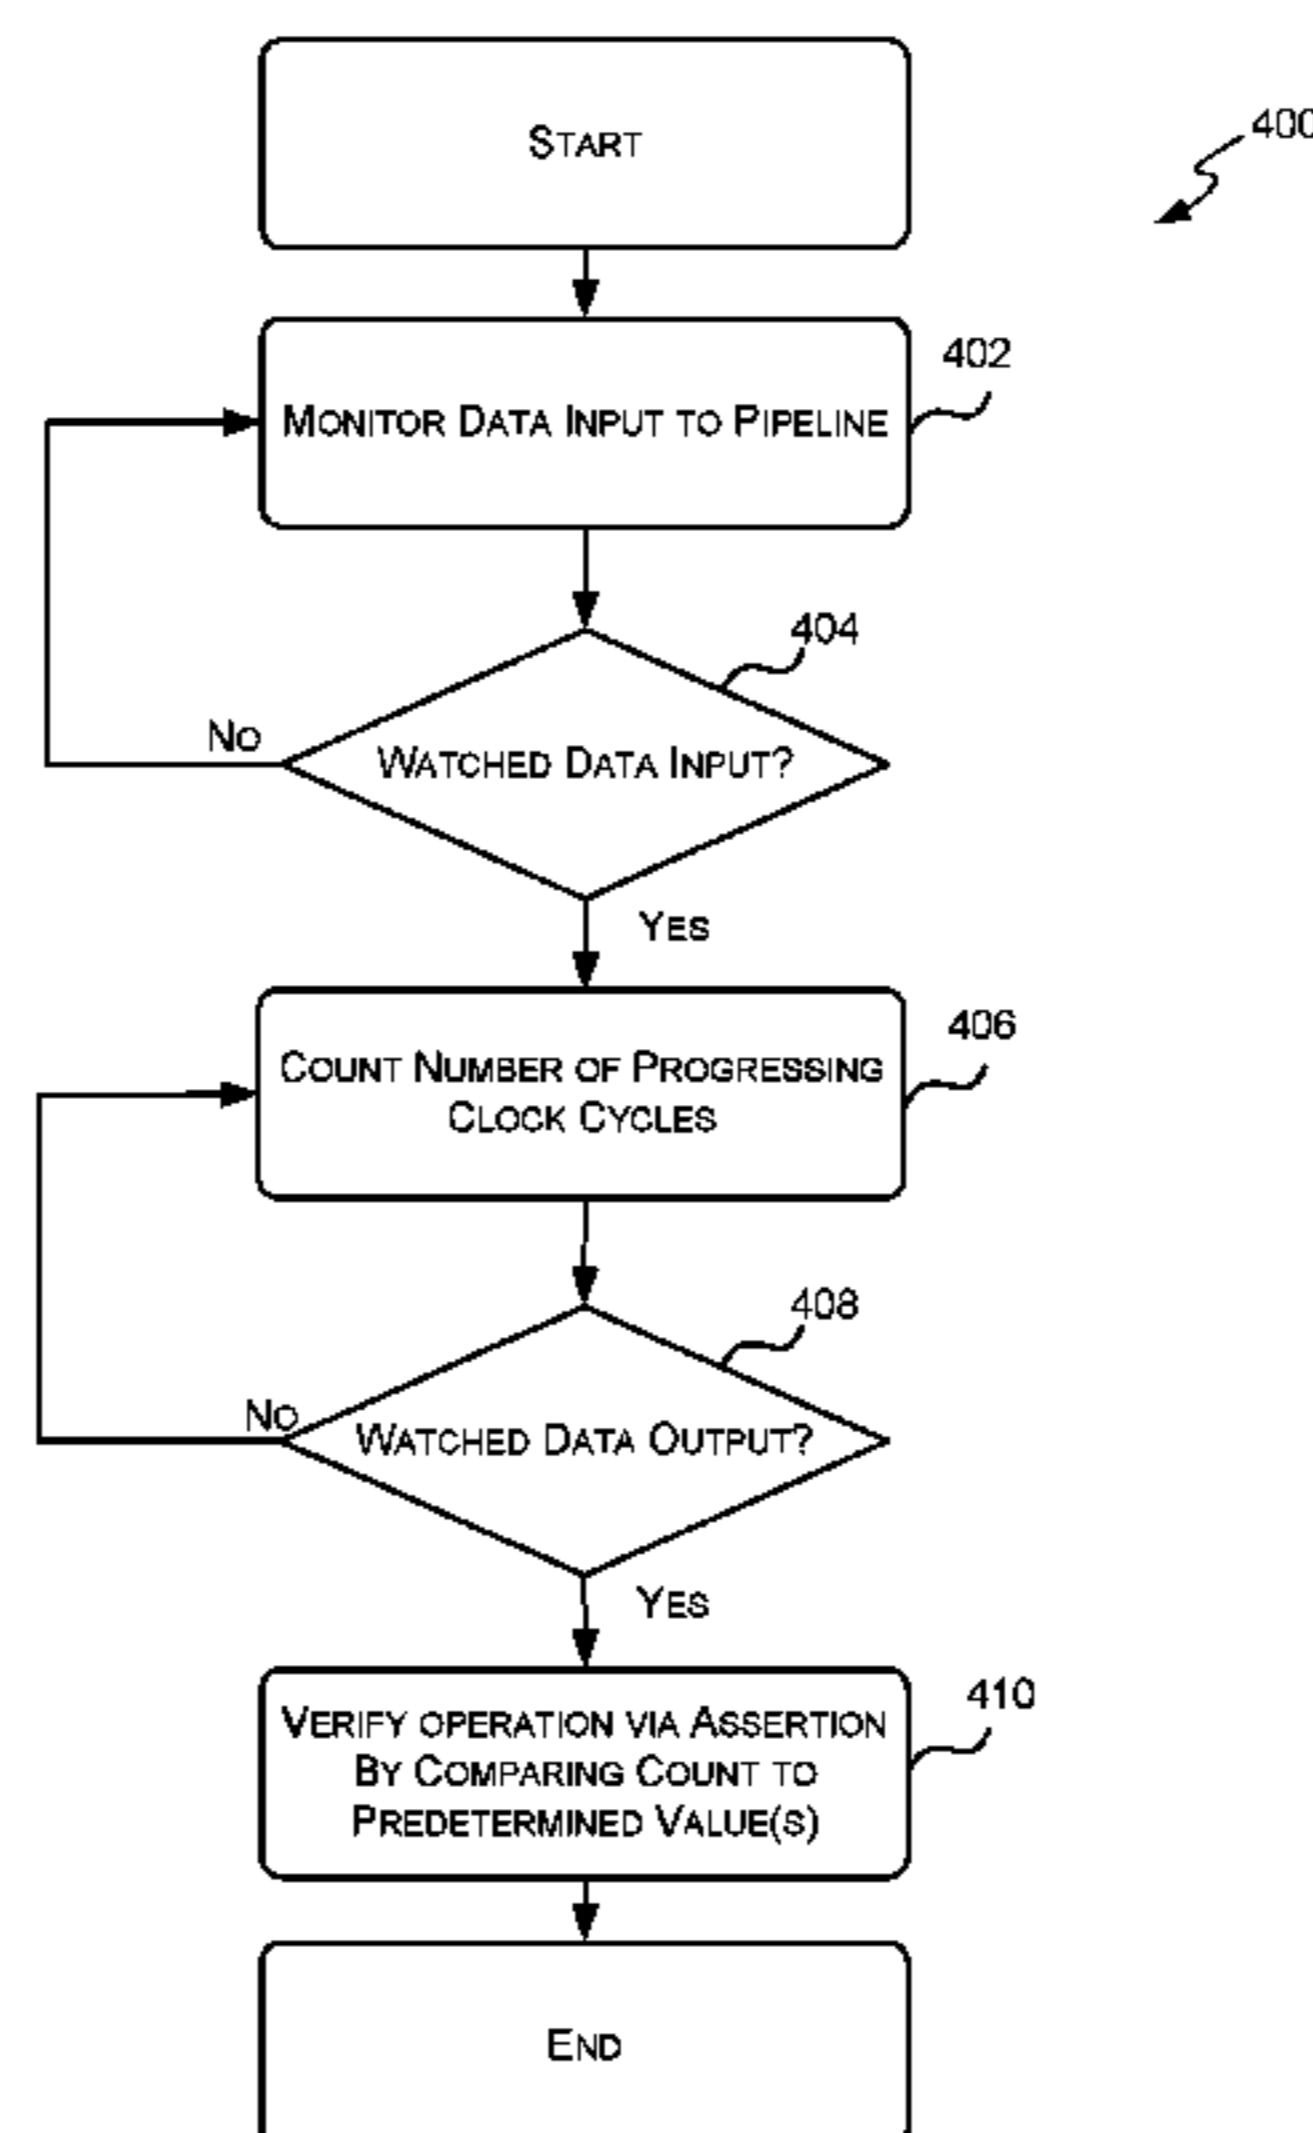 START
400
402
MONITOR DATA INPUT TO PIPELINE
404
NO
WATCHED DATA INPUT?
YES
406
COUNT NUMBER OF PROGRESSING
CLOCK CYCLES
408
NO
WATCHED DATA OUTPUT?
YES
410
VERIFY OPERATION VIA ASSERTION
BY COMPARING COUNT TO
PREDETERMINED VALUE(S)
END